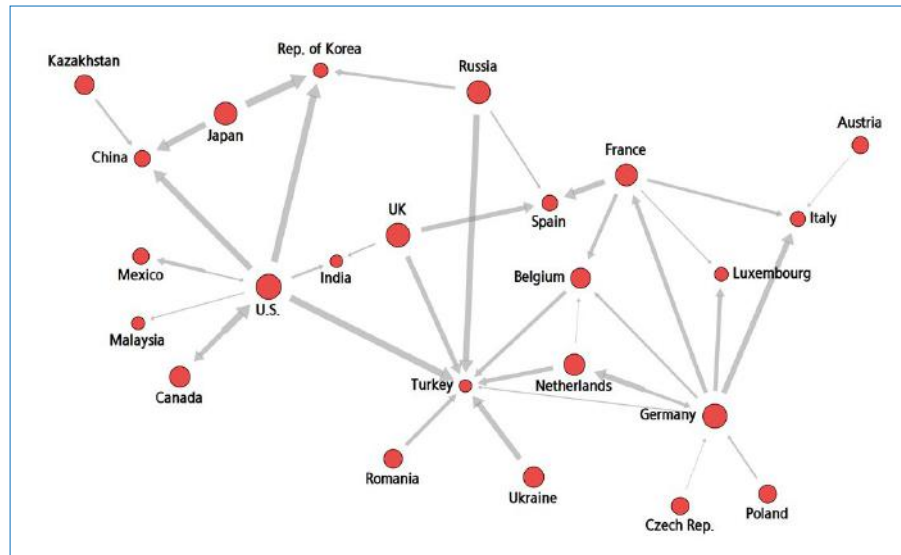 Rep. of Korea
Kazakhstan
Russia
Japan
Austria
China
France
UK
Spain
Italy
Mexico
India
Belgium
Luxembourg
U.S.
Malaysia
Canada
Turkey
Netherlands
Germany
Romania
Ukraine
Czech Rep.
Poland